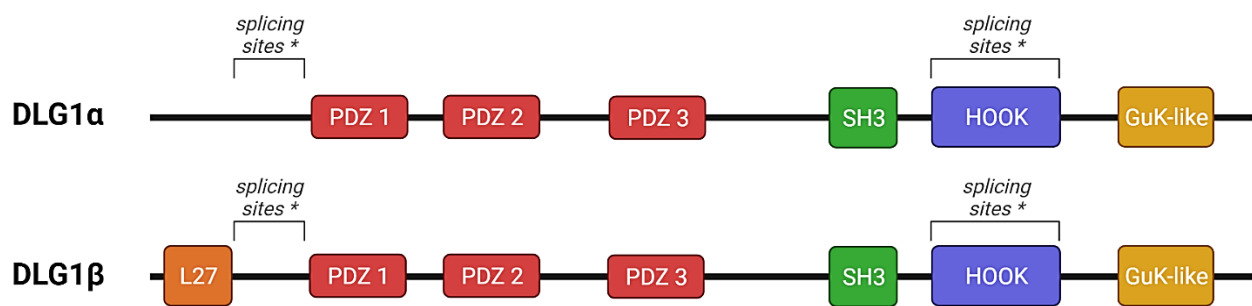 splicing
sites *
splicing
sites *
DLG1α
PDZ 1
PDZ 2
PDZ 3
SH3
HOOK
GuK-like
splicing
sites *
splicing
sites *
DLG1β
L27
PDZ 1
PDZ 2
PDZ 3
SH3
HOOK
GuK-like